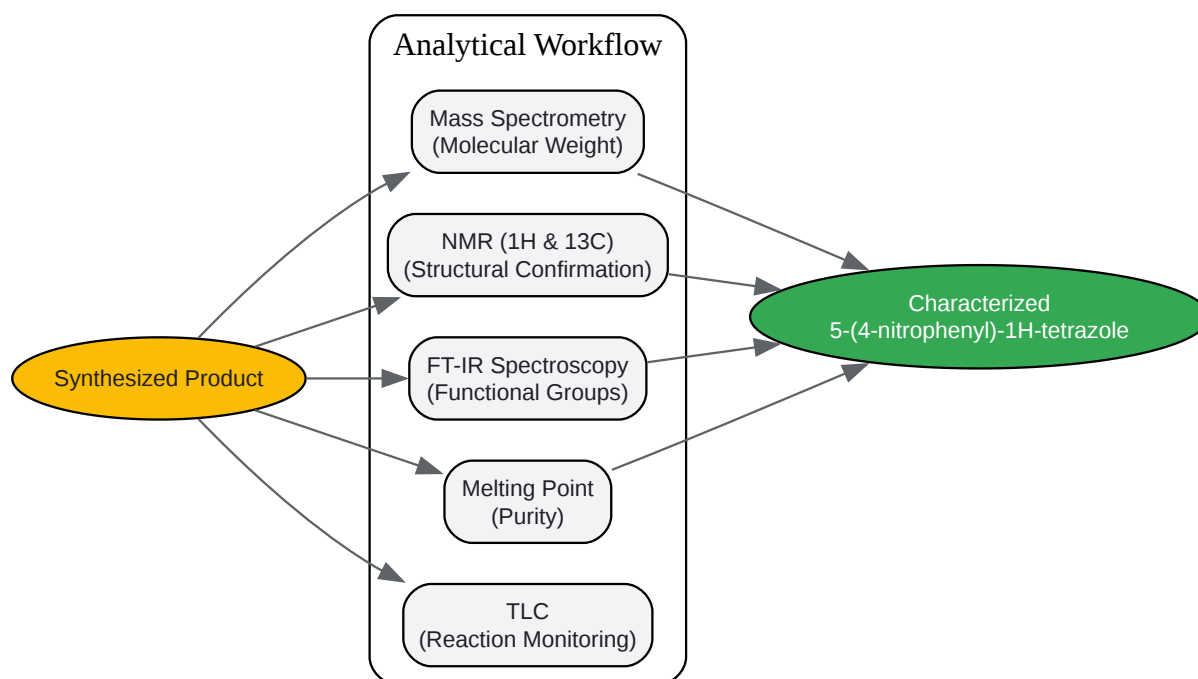 Analytical Workflow
Mass Spectrometry
(Molecular Weight)
NMR (1H & 13C)
(Structural Confirmation)
Characterized
5-(4-nitrophenyl)-1H-tetrazole
Synthesized Product
FT-IR Spectroscopy
(Functional Groups)
Melting Point
(Purity)
TLC
(Reaction Monitoring)